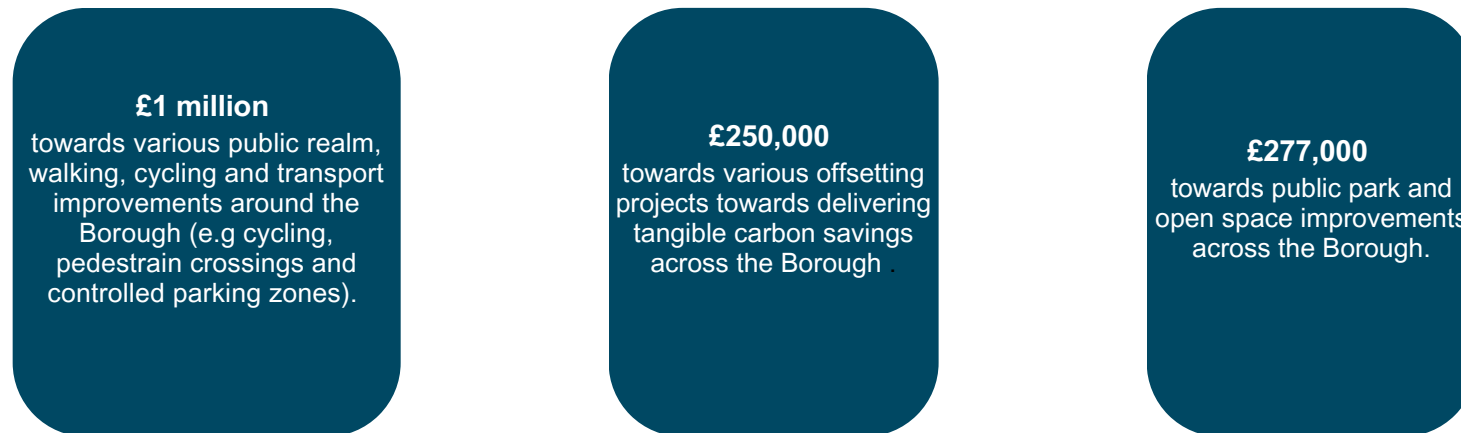 £1 million
towards various public realm,
walking, cycling and transport
improvements around the
Borough (e.g cycling,
pedestrain crossings and
controlled parking zones).
£250,000
towards various offsetting
projects towards delivering
tangible carbon savings
across the Borough .
£277,000
towards public park and
open space improvements
across the Borough.